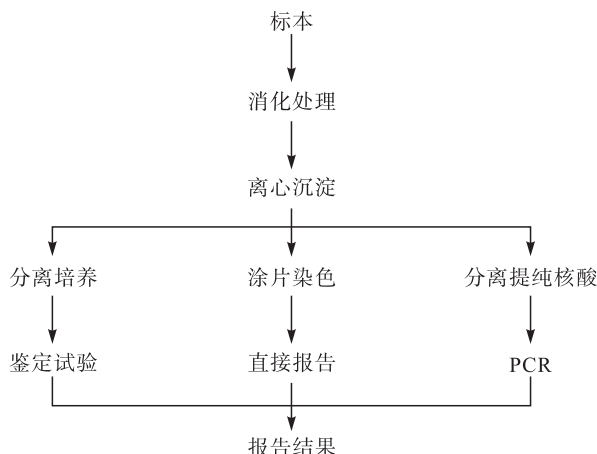 标本
消化处理
离心沉淀
分离培养 涂片染色 分离提纯核酸
鉴定试验 直接报告 PCR
报告结果